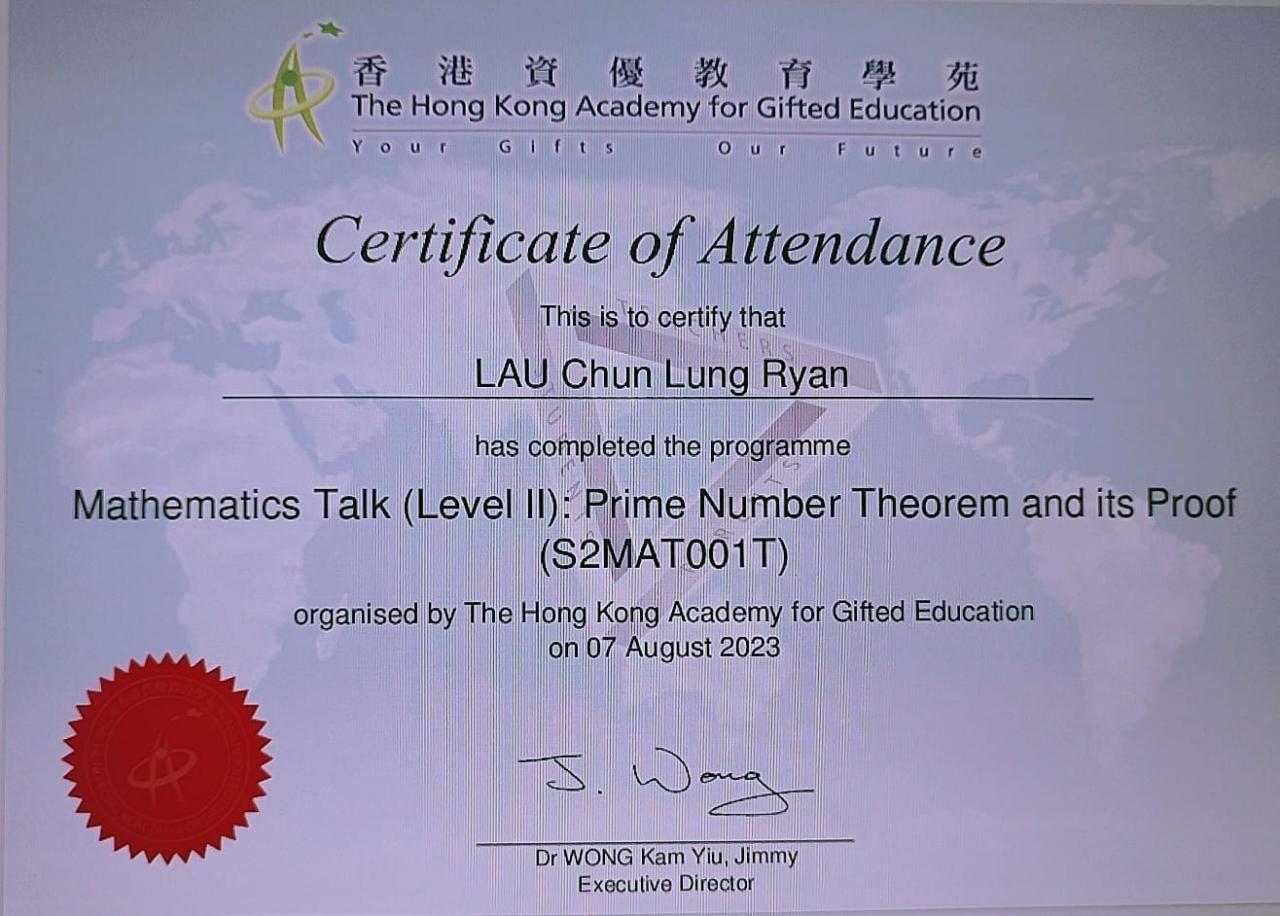 香港資優教育學苑
The Hong Kong Academy for Gifted Education
Your Gifts Our Future
Certificate of Attendance
This is to certify that
LAU Chun Lung Ryan
has completed the programme
Mathematics Talk (Level II): Prime Number Theorem and its Proof
(S2MAT001T)
organised by The Hong Kong Academy for Gifted Education
on 07 August 2023
J. Wong
Dr WONG Kam Yiu, Jimmy
Executive Director